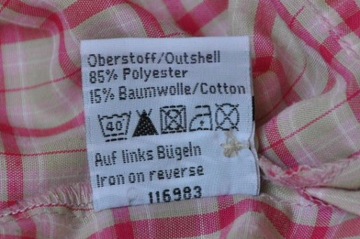 Oberstoff/Outshell
85% Polyester
15% Baumwolle/Cotton
40
Auf links Bügeln
Iron on reverse
116983